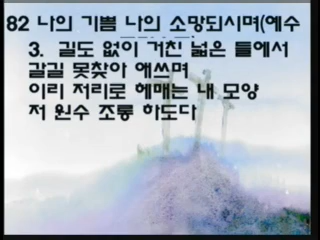 82 나의 기쁨 나의 소망되시며(예수
3. 길도 없이 거친 넓은 들에서
갈길 못찾아 애쓰며
이리 저리로 헤매는 내 모양
저 원수 조롱 하도다